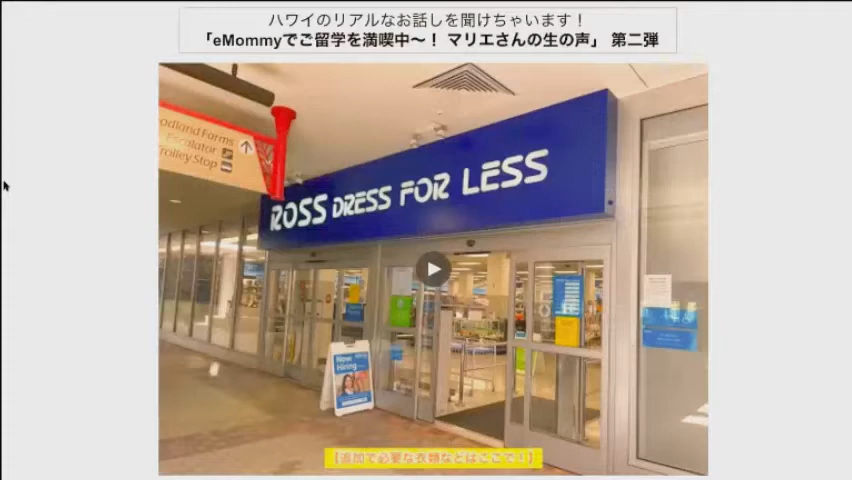 ハワイのリアルなお話しを聞けちゃいます！
「eMommyでご留学を満喫中～！ マリエさんの生の声」 第二弾
odland Farms
Escalator
Trolley Stop
ROSS DRESS FOR LESS
Now
Hiring
【追加で必要な衣類などはここで！】